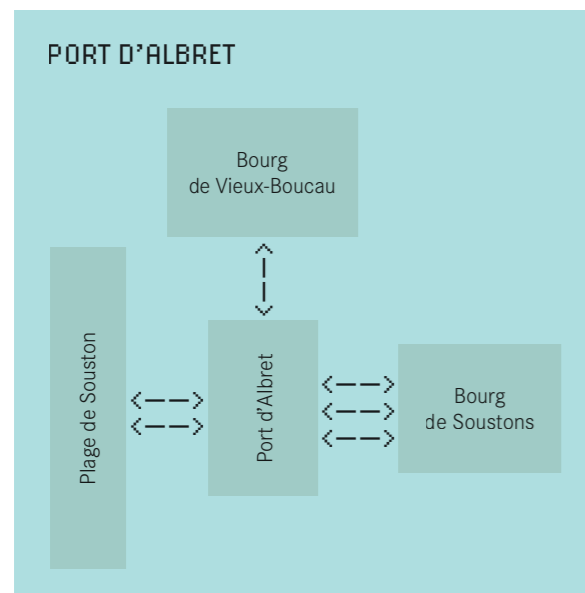 PORT D'ALBRET
Bourg
de Vieux-Boucau
Plage de Souston
Port d'Albret
Bourg
de Soustons